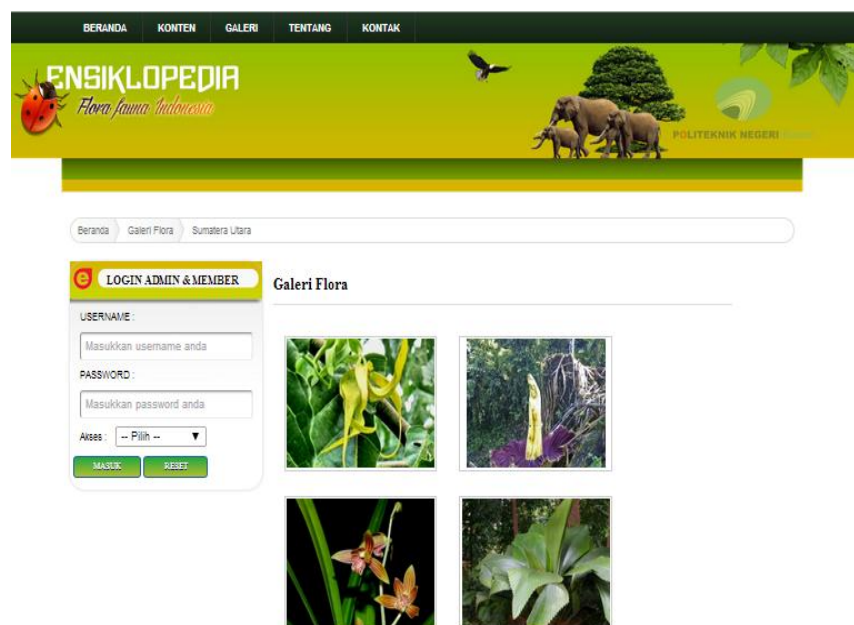 BERANDA KONTEN GALERI TENTANG KONTAK
ENSIKLOPEDIA
Flora fauna Indonesia
POLITEKNIK NEGERI
Beranda Galeri Flora Sumatera Utara
LOGIN ADMIN & MEMBER
Galeri Flora
USERNAME :
Masukkan username anda
PASSWORD :
Masukkan password anda
Akses : -- Pilih --
MASUK RESET